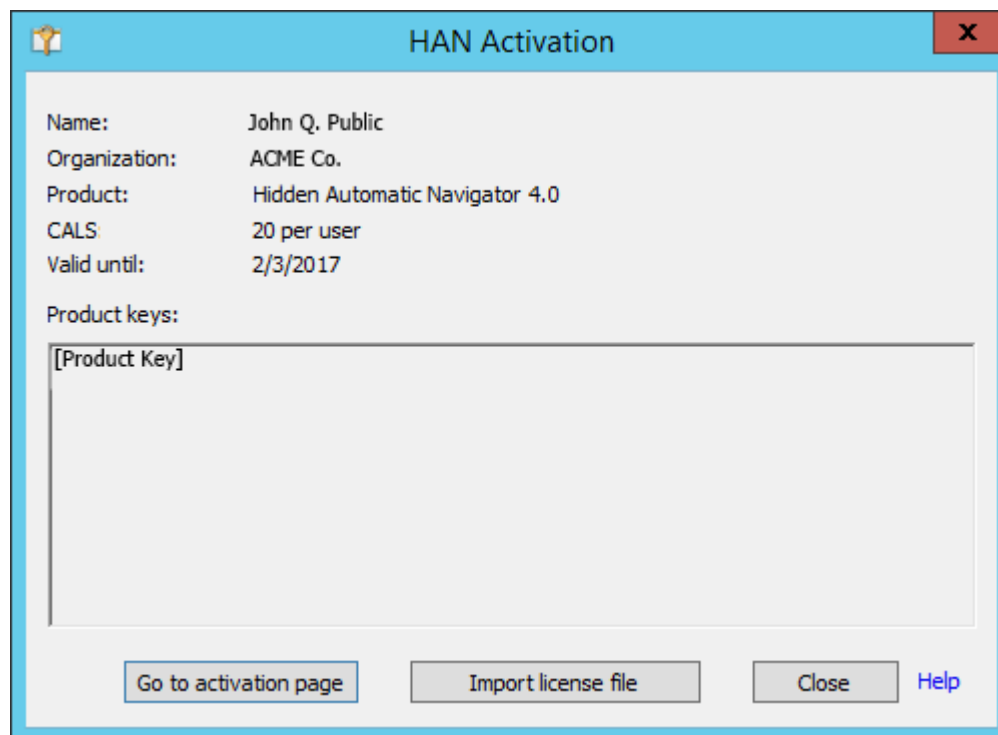 HAN Activation
x
Name: John Q. Public
Organization: ACME Co.
Product: Hidden Automatic Navigator 4.0
CALS: 20 per user
Valid until: 2/3/2017
Product keys:
[Product Key]
Go to activation page Import license file Close Help